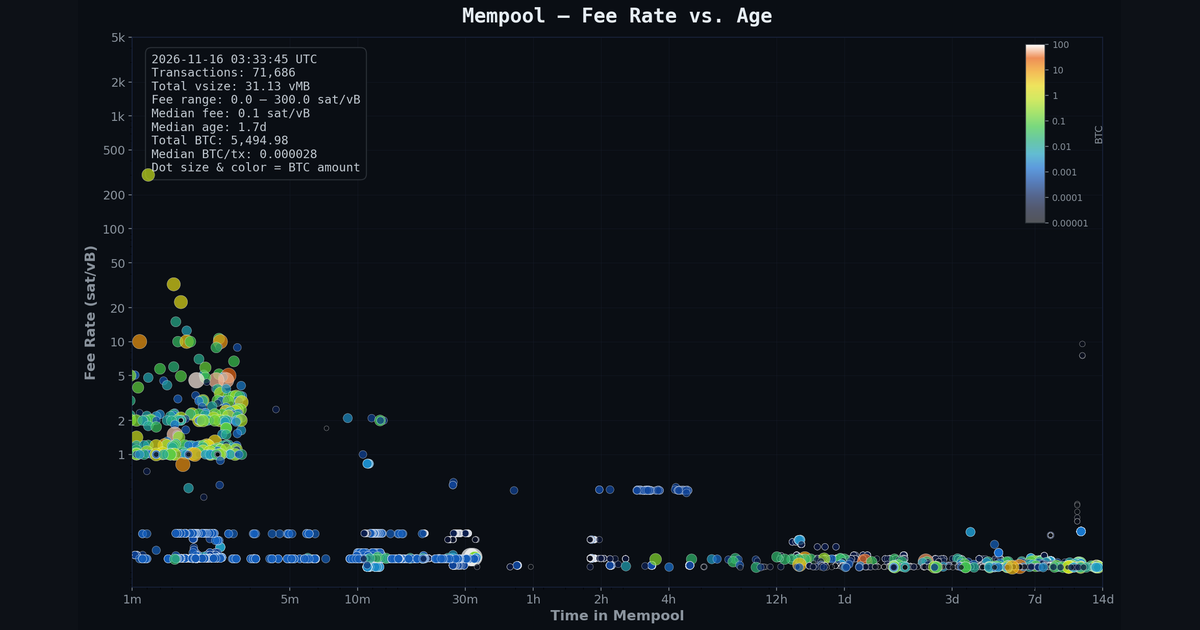 Mempool — Fee Rate vs. Age
5k
2k
1k
500
200
100
50
20
10
5
2
1
Fee Rate (sat/vB)
2026-11-16 03:33:45 UTC
Transactions: 71,686
Total vsize: 31.13 vMB
Fee range: 0.0 — 300.0 sat/vB
Median fee: 0.1 sat/vB
Median age: 1.7d
Total BTC: 5,494.98
Median BTC/tx: 0.000028
Dot size & color = BTC amount
100
10
1
0.1
0.01
0.001
0.0001
0.00001
BTC
1m
5m
10m
30m
1h
2h
4h
12h
1d
3d
7d
14d
Time in Mempool